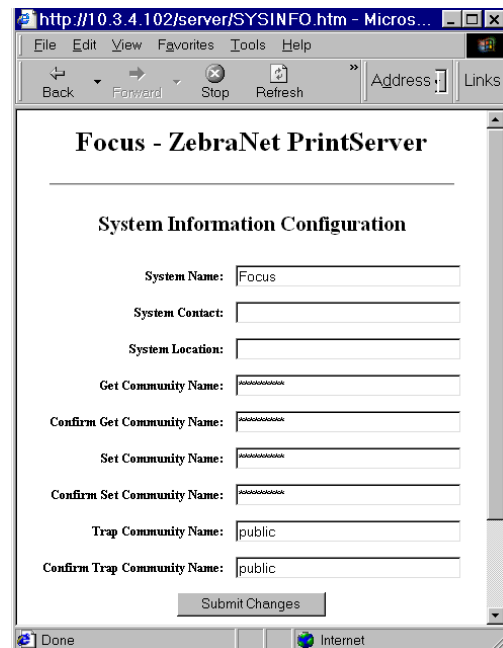 http://10.3.4.102/server/SYSINFO.htm - Micros...
File Edit View Favorites Tools Help
Back Forward Stop Refresh » Address Links
Focus - ZebraNet PrintServer
System Information Configuration
System Name: Focus
System Contact:
System Location:
Get Community Name: *********
Confirm Get Community Name: *********
Set Community Name: *********
Confirm Set Community Name: *********
Trap Community Name: public
Confirm Trap Community Name: public
Submit Changes
Done Internet